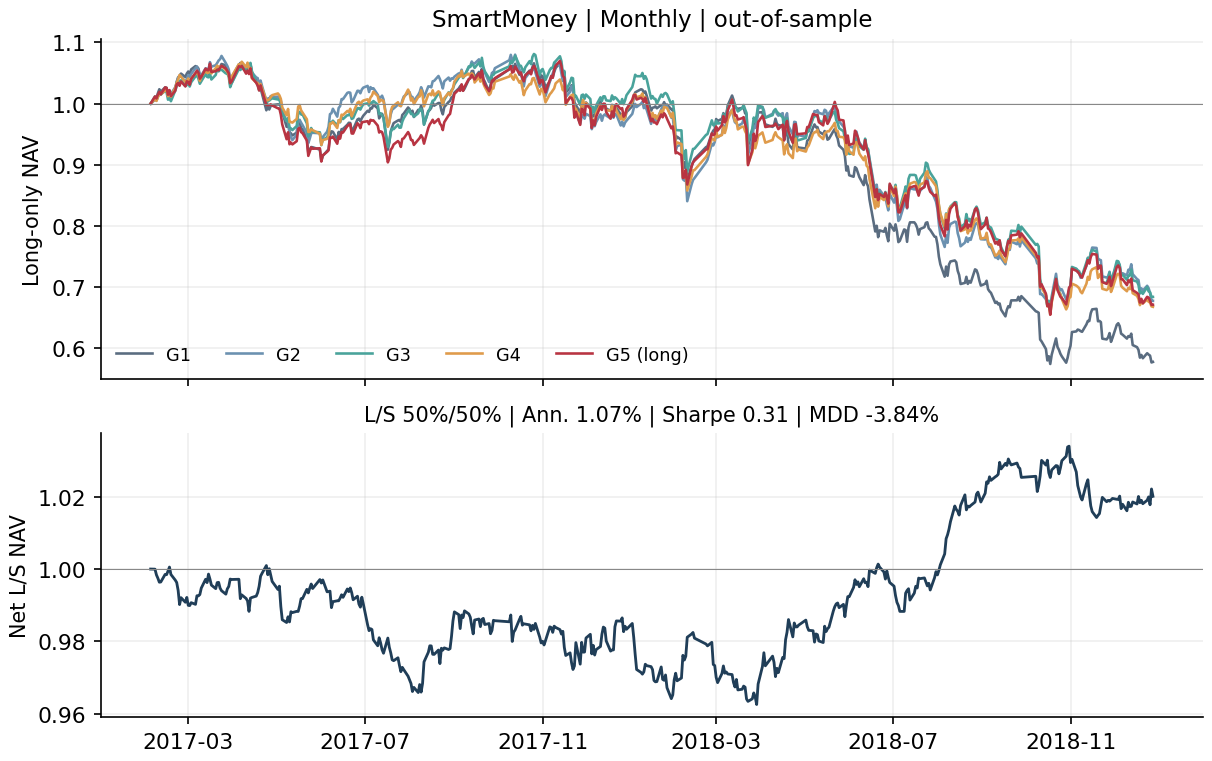 SmartMoney | Monthly | out-of-sample
Long-only NAV
1.1
1.0
0.9
0.8
0.7
0.6
G1 G2 G3 G4 G5 (long)
L/S 50%/50% | Ann. 1.07% | Sharpe 0.31 | MDD -3.84%
Net L/S NAV
1.02
1.00
0.98
0.96
2017-03 2017-07 2017-11 2018-03 2018-07 2018-11